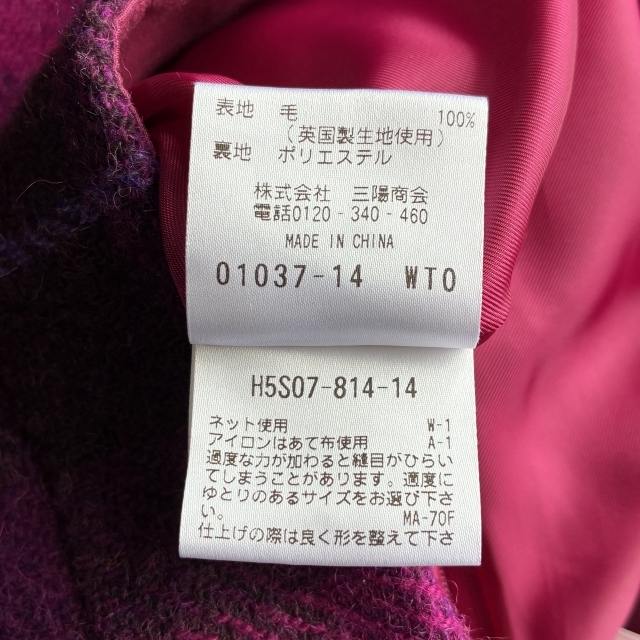 表地 毛 100%
(英国製生地使用)
裏地 ポリエステル
株式会社 三陽商会
電話0120-340-460
MADE IN CHINA
01037-14 WT0
H5S07-814-14
ネット使用 W-1
アイロンはあて布使用 A-1
過度な力が加わると縫目がひらい
てしまうことがあります。適度に
ゆとりのあるサイズをお選び下さ
い。 MA-70F
仕上げの際は良く形を整えて下さ